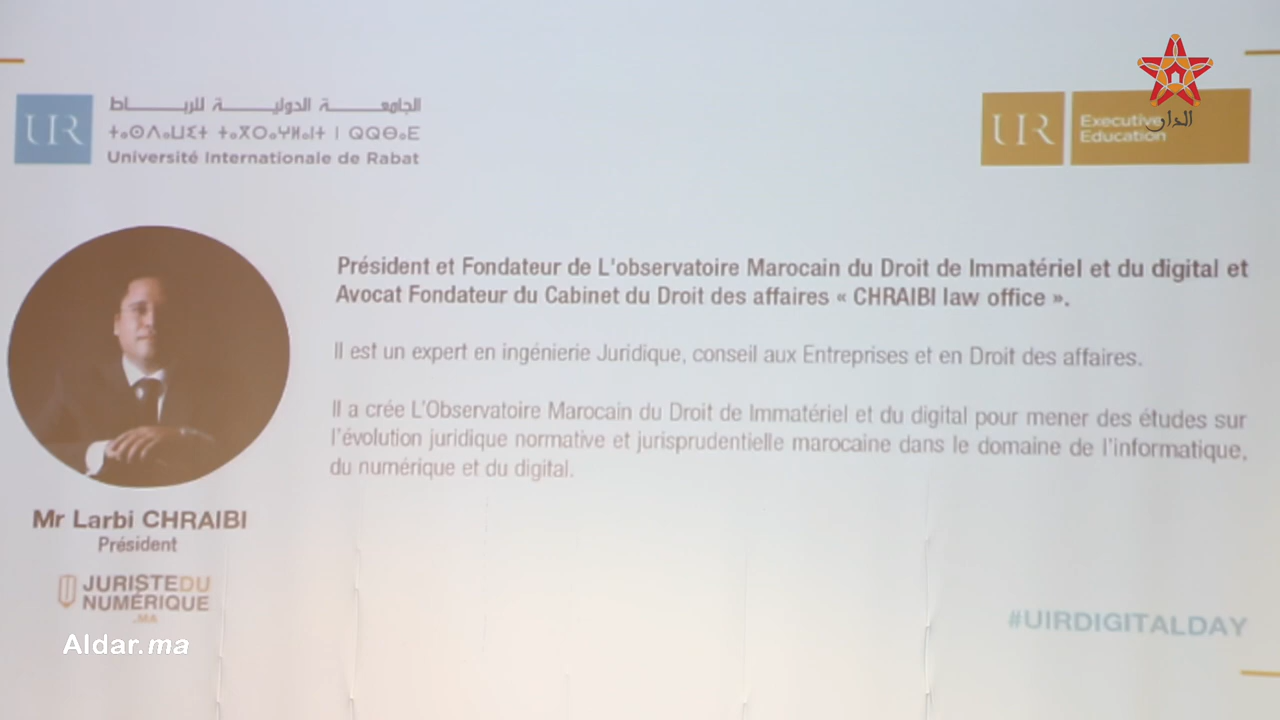 الجامعة الدولية للرباط
ⵜⴰⵙⴷⴰⵡⵉⵜ ⵜⴰⴳⵔⴰⵖⵍⴰⵏⵜ ⵏ ⵕⵕⴱⴰⴹ
UIR
Université Internationale de Rabat
UIR
Executive
Education
الدار
Président et Fondateur de L'observatoire Marocain du Droit de Immatériel et du digital et
Avocat Fondateur du Cabinet du Droit des affaires « CHRAIBI law office ».
Il est un expert en ingénierie Juridique, conseil aux Entreprises et en Droit des affaires.
Il a crée L'Observatoire Marocain du Droit de Immatériel et du digital pour mener des études sur
l'évolution juridique normative et jurisprudentielle marocaine dans le domaine de l'informatique,
du numérique et du digital.
Mr Larbi CHRAIBI
Président
JURISTEDU
NUMÉRIQUE
.MA
Aldar.ma
#UIRDIGITALDAY